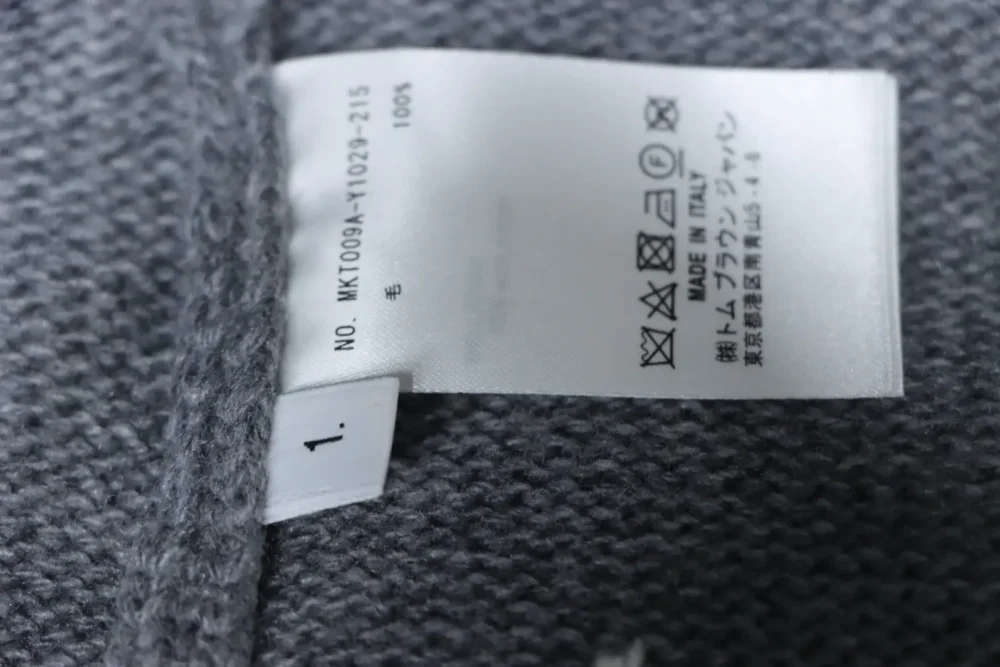 NO. MKT009A-Y1029-215
毛 100%
MADE IN ITALY
㈱トム ブラウン ジャパン
東京都港区南青山5-4-8
1.